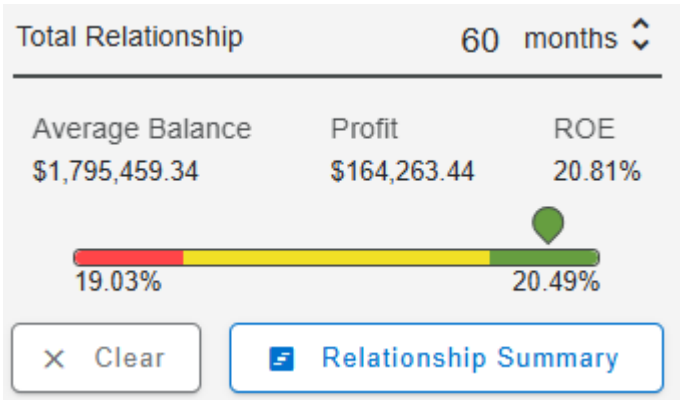 Total Relationship 60 months
Average Balance Profit ROE
$1,795,459.34 $164,263.44 20.81%
19.03% 20.49%
Clear Relationship Summary